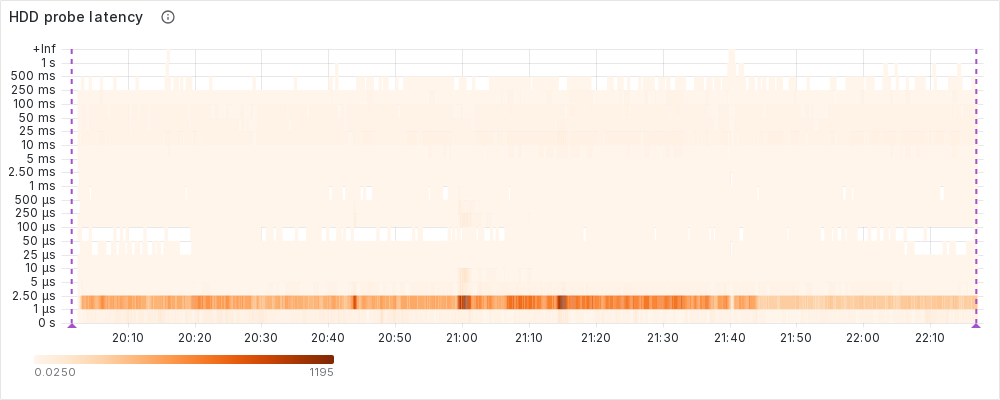 HDD probe latency
+Inf
1 s
500 ms
250 ms
100 ms
50 ms
25 ms
10 ms
5 ms
2.50 ms
1 ms
500 µs
250 µs
100 µs
50 µs
25 µs
10 µs
5 µs
2.50 µs
1 µs
0 s
20:10 20:20 20:30 20:40 20:50 21:00 21:10 21:20 21:30 21:40 21:50 22:00 22:10
0.0250 1195